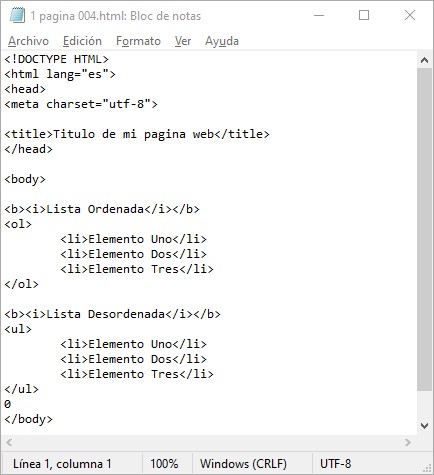 1 pagina 004.html: Bloc de notas
Archivo Edición Formato Ver Ayuda
<!DOCTYPE HTML>
<html lang="es">
<head>
<meta charset="utf-8">

<title>Titulo de mi pagina web</title>
</head>

<body>

<b><i>Lista Ordenada</i></b>
<ol>
	<li>Elemento Uno</li>
	<li>Elemento Dos</li>
	<li>Elemento Tres</li>
</ol>

<b><i>Lista Desordenada</i></b>
<ul>
	<li>Elemento Uno</li>
	<li>Elemento Dos</li>
	<li>Elemento Tres</li>
</ul>
0
</body>
Línea 1, columna 1 100% Windows (CRLF) UTF-8